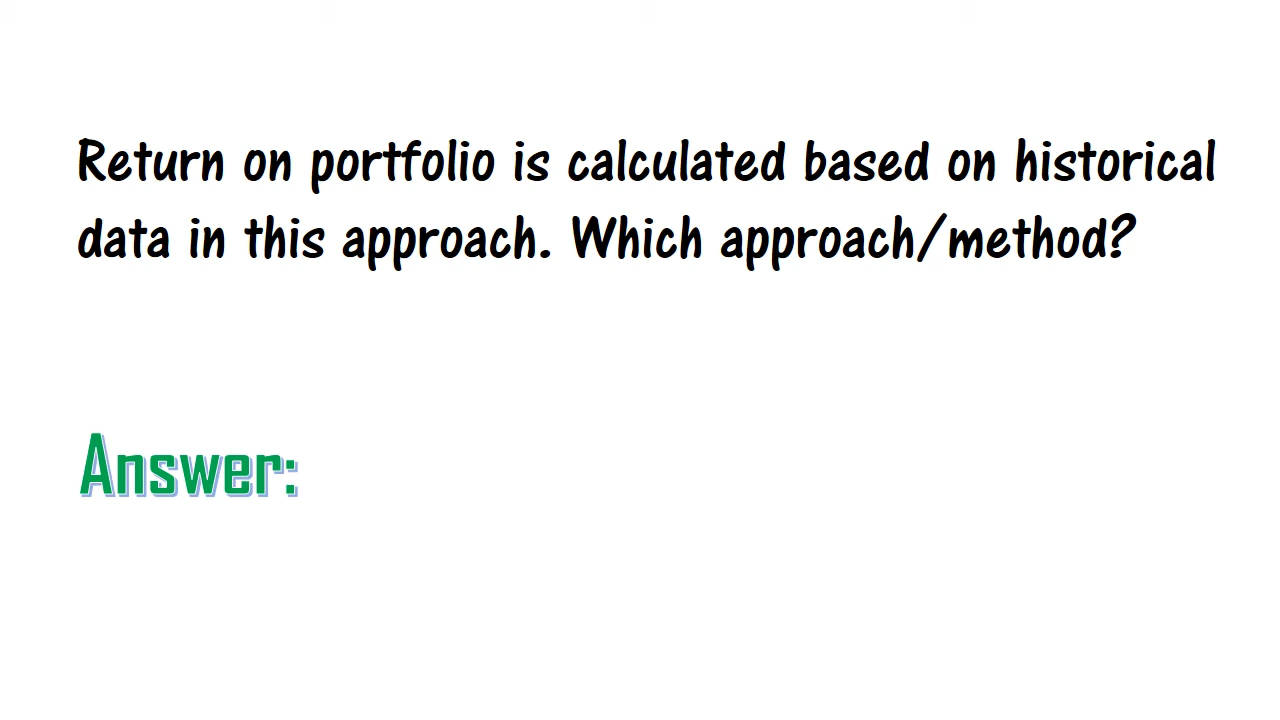 Return on portfolio is calculated based on historical
data in this approach. Which approach/method?
Answer: